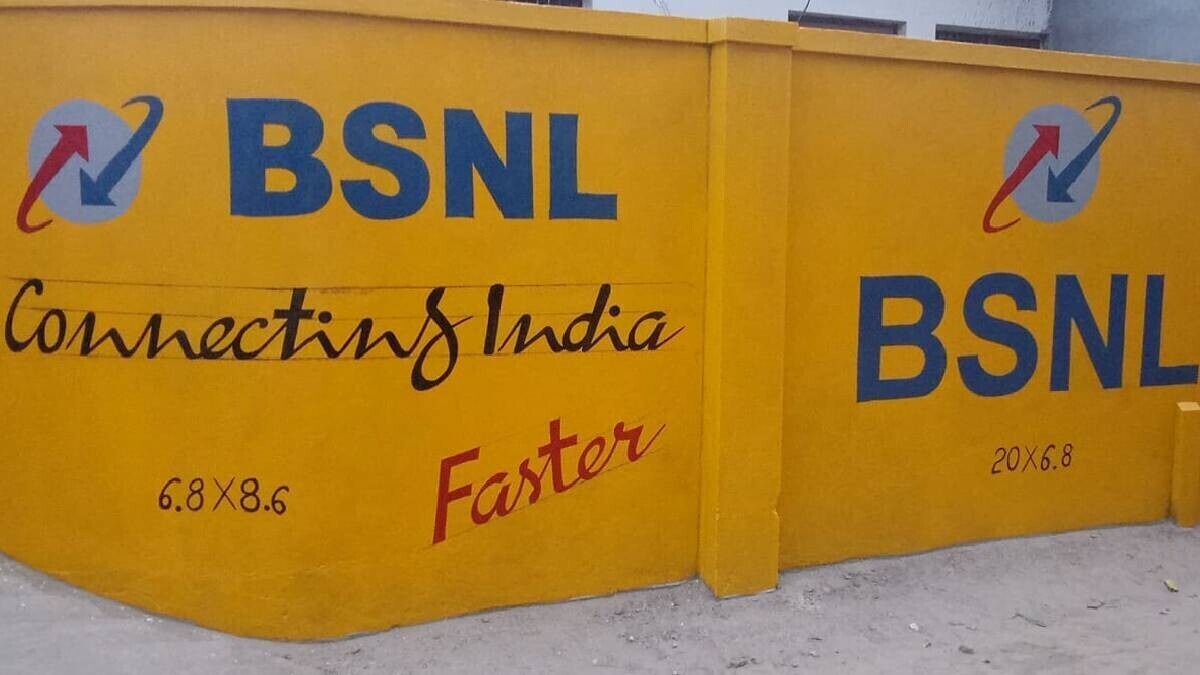 BSNL
Connecting India
Faster
6.8X8.6
BSNL
20X6.8